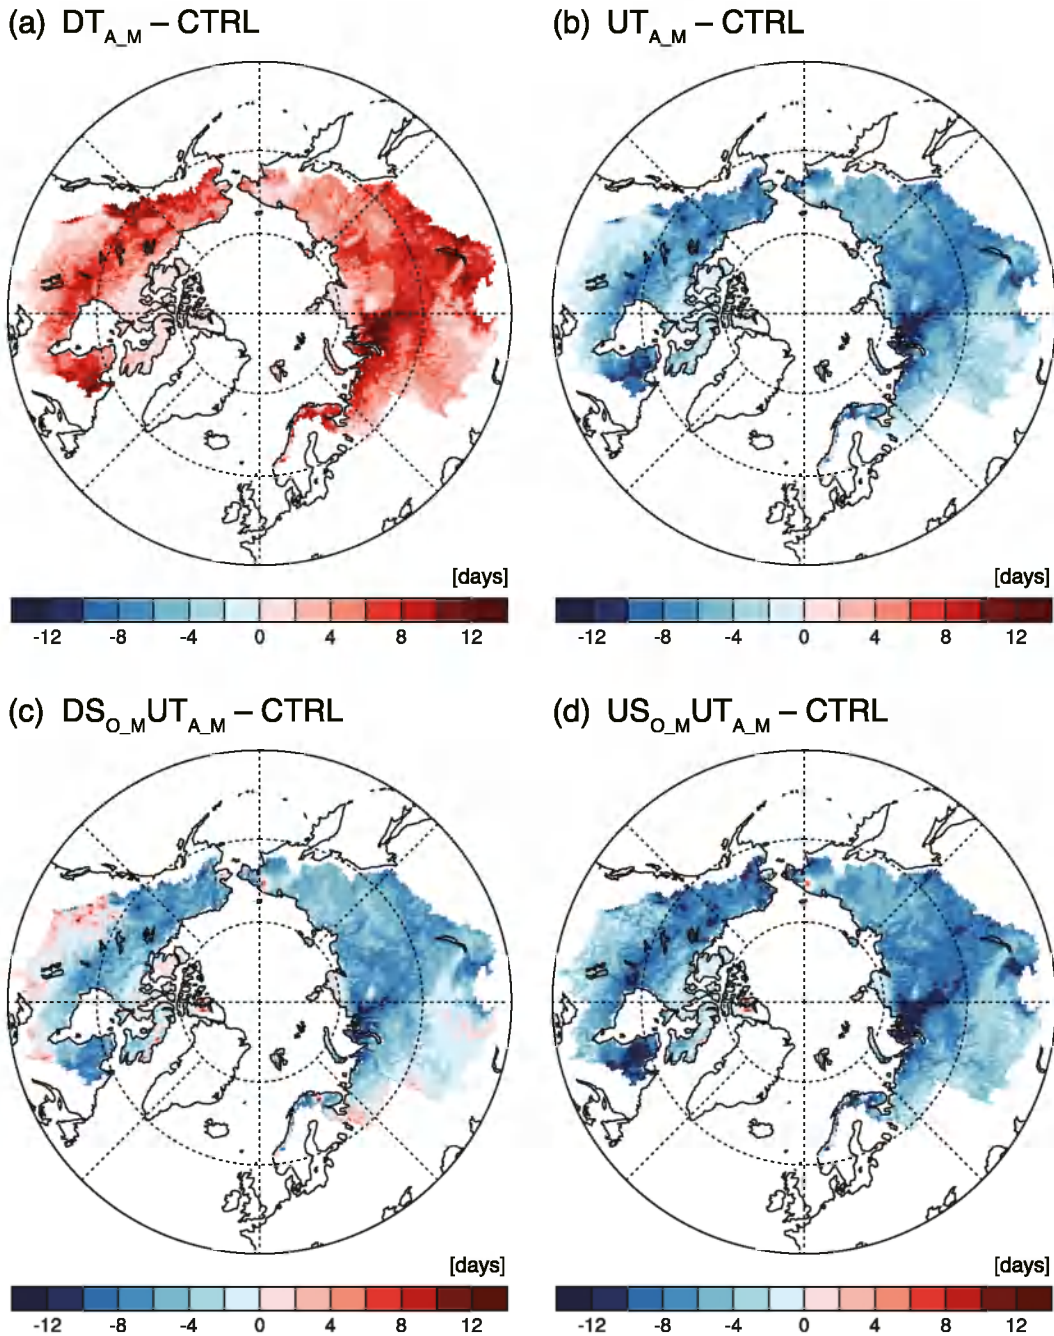 (a) DT_A_M – CTRL
(b) UT_A_M – CTRL
[days]
[days]
-12 -8 -4 0 4 8 12
-12 -8 -4 0 4 8 12
(c) DS_O_MUT_A_M – CTRL
(d) US_O_MUT_A_M – CTRL
[days]
[days]
-12 -8 -4 0 4 8 12
-12 -8 -4 0 4 8 12